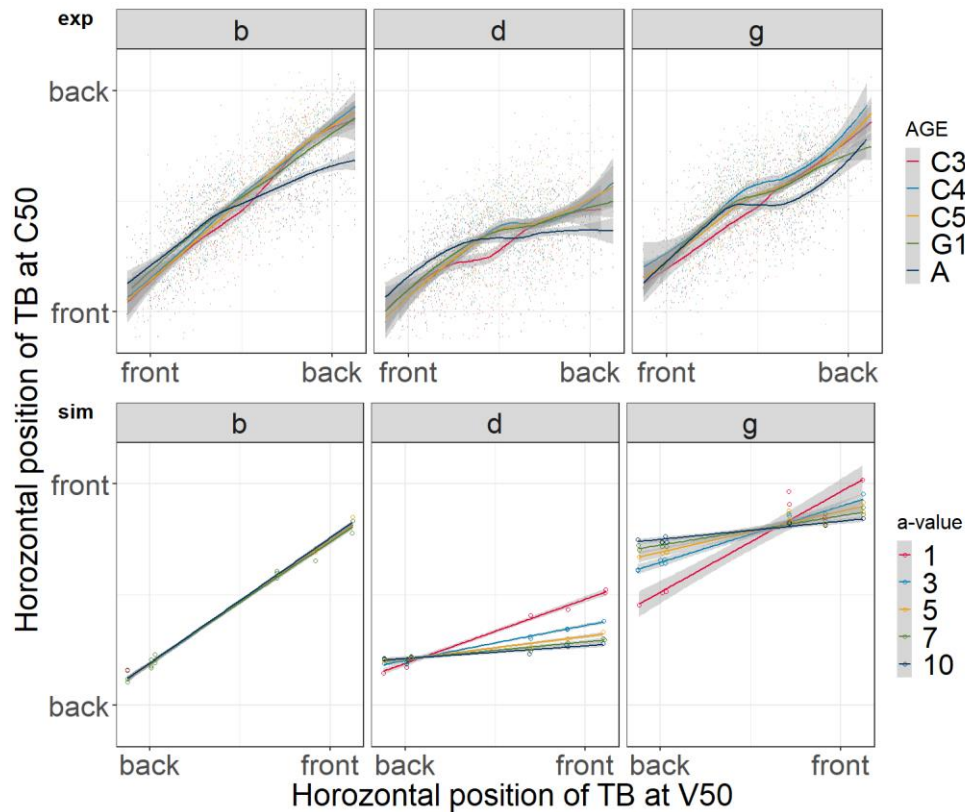 exp
b d g
back
front
front back front back front back
AGE
C3
C4
C5
G1
A
Horozontal position of TB at C50
sim
b d g
front
back
back front back front back front
a-value
1
3
5
7
10
Horozontal position of TB at V50